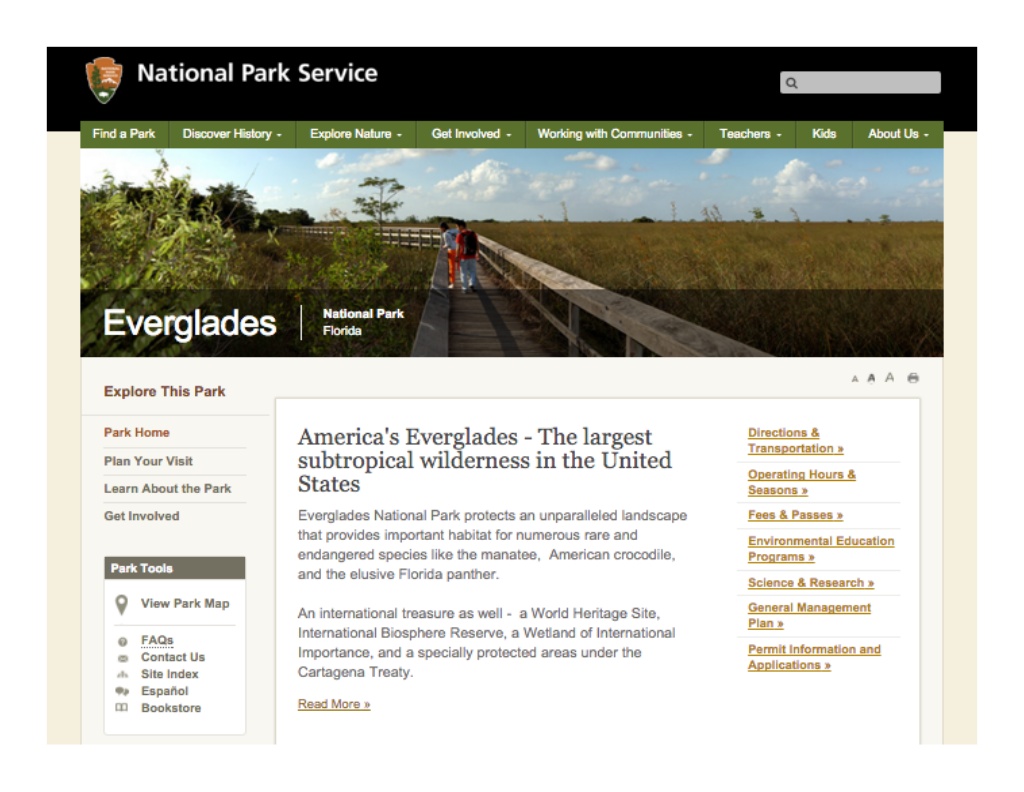 National Park Service
Find a Park Discover History - Explore Nature - Get Involved - Working with Communities - Teachers - Kids About Us -
Everglades
National Park
Florida
A A A
Explore This Park
Park Home
Plan Your Visit
Learn About the Park
Get Involved
Park Tools
View Park Map
FAQs
Contact Us
Site Index
Español
Bookstore
America's Everglades - The largest
subtropical wilderness in the United
States
Everglades National Park protects an unparalleled landscape
that provides important habitat for numerous rare and
endangered species like the manatee, American crocodile,
and the elusive Florida panther.
An international treasure as well - a World Heritage Site,
International Biosphere Reserve, a Wetland of International
Importance, and a specially protected areas under the
Cartagena Treaty.
Read More »
Directions &
Transportation »
Operating Hours &
Seasons »
Fees & Passes »
Environmental Education
Programs »
Science & Research »
General Management
Plan »
Permit Information and
Applications »